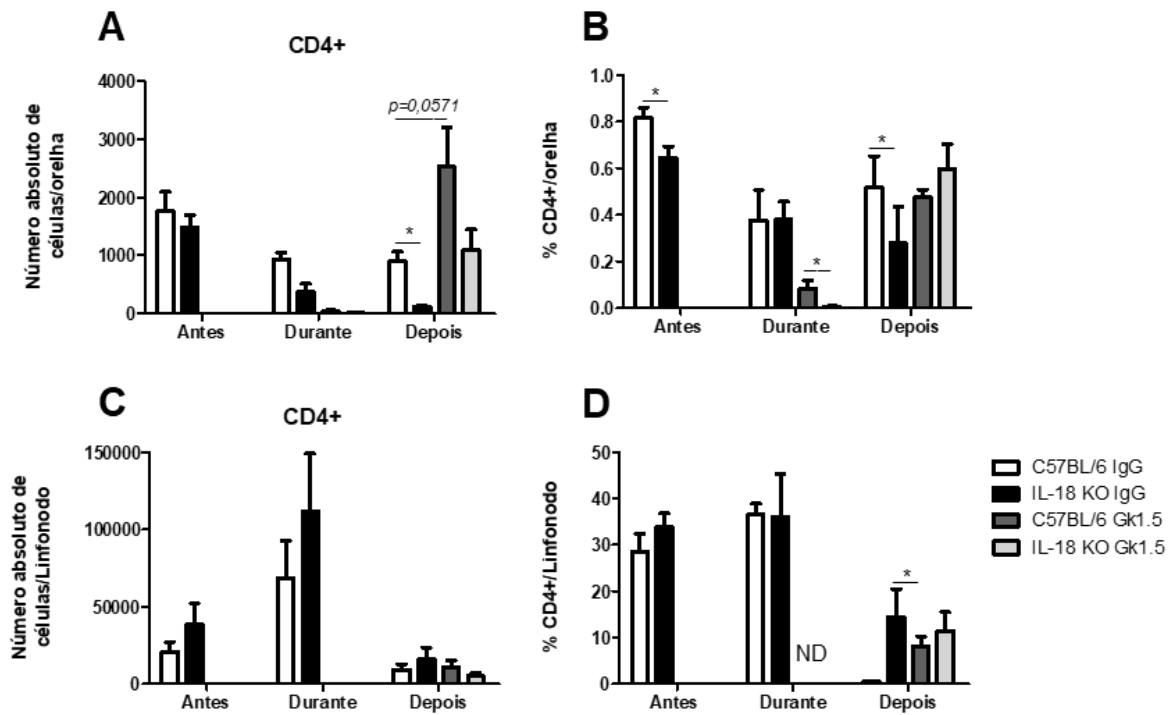 A
CD4+
Número absoluto de
células/orelha
4000
3000
2000
1000
0
p=0,0571
*
Antes
Durante
Depois
B
% CD4+/orelha
1.0
0.8
0.6
0.4
0.2
0.0
*
*
*
Antes
Durante
Depois
C
CD4+
Número absoluto de
células/Linfonodo
150000
100000
50000
0
Antes
Durante
Depois
D
% CD4+/Linfonodo
50
40
30
20
10
0
ND
*
Antes
Durante
Depois
C57BL/6 IgG
IL-18 KO IgG
C57BL/6 Gk1.5
IL-18 KO Gk1.5